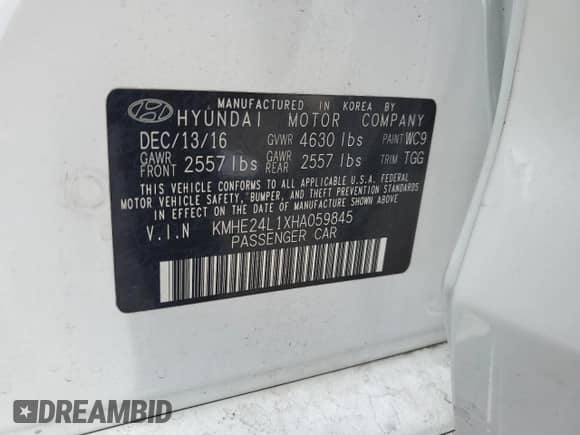 MANUFACTURED IN KOREA BY
HYUNDAI MOTOR COMPANY
DEC/13/16 GVWR 4630 lbs PAINT WC9
GAWR FRONT 2557 lbs GAWR REAR 2557 lbs TRIM TGG
THIS VEHICLE CONFORMS TO ALL APPLICABLE U.S.A. FEDERAL
MOTOR VEHICLE SAFETY, BUMPER, AND THEFT PREVENTION STANDARDS
IN EFFECT ON THE DATE OF MANUFACTURE SHOWN ABOVE
V.I.N KMHE24L1XHA059845
PASSENGER CAR
DREAMBID